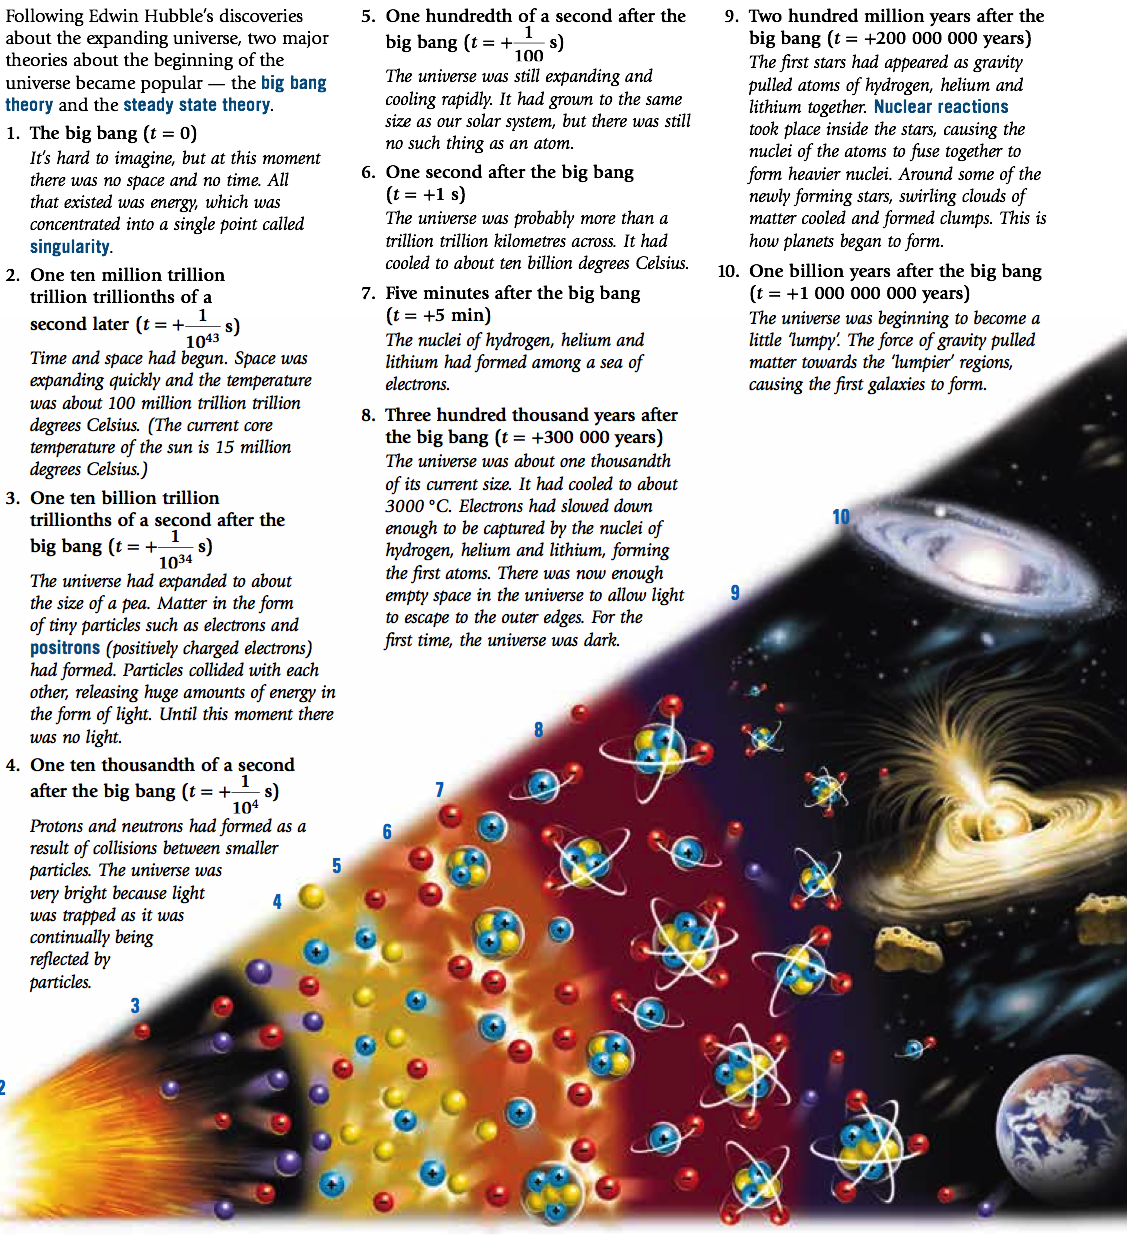 Following Edwin Hubble's discoveries
about the expanding universe, two major
theories about the beginning of the
universe became popular — the big bang
theory and the steady state theory.
1. The big bang (t = 0)
It's hard to imagine, but at this moment
there was no space and no time. All
that existed was energy, which was
concentrated into a single point called
singularity.
2. One ten million trillion
trillion trillionths of a
second later (t = +1/10^43 s)
Time and space had begun. Space was
expanding quickly and the temperature
was about 100 million trillion trillion
degrees Celsius. (The current core
temperature of the sun is 15 million
degrees Celsius.)
3. One ten billion trillion
trillionths of a second after the
big bang (t = +1/10^34 s)
The universe had expanded to about
the size of a pea. Matter in the form
of tiny particles such as electrons and
positrons (positively charged electrons)
had formed. Particles collided with each
other, releasing huge amounts of energy in
the form of light. Until this moment there
was no light.
4. One ten thousandth of a second
after the big bang (t = +1/10^4 s)
Protons and neutrons had formed as a
result of collisions between smaller
particles. The universe was
very bright because light
was trapped as it was
continually being
reflected by
particles.
5. One hundredth of a second after the
big bang (t = +1/100 s)
The universe was still expanding and
cooling rapidly. It had grown to the same
size as our solar system, but there was still
no such thing as an atom.
6. One second after the big bang
(t = +1 s)
The universe was probably more than a
trillion trillion kilometres across. It had
cooled to about ten billion degrees Celsius.
7. Five minutes after the big bang
(t = +5 min)
The nuclei of hydrogen, helium and
lithium had formed among a sea of
electrons.
8. Three hundred thousand years after
the big bang (t = +300 000 years)
The universe was about one thousandth
of its current size. It had cooled to about
3000 °C. Electrons had slowed down
enough to be captured by the nuclei of
hydrogen, helium and lithium, forming
the first atoms. There was now enough
empty space in the universe to allow light
to escape to the outer edges. For the
first time, the universe was dark.
9. Two hundred million years after the
big bang (t = +200 000 000 years)
The first stars had appeared as gravity
pulled atoms of hydrogen, helium and
lithium together. Nuclear reactions
took place inside the stars, causing the
nuclei of the atoms to fuse together to
form heavier nuclei. Around some of the
newly forming stars, swirling clouds of
matter cooled and formed clumps. This is
how planets began to form.
10. One billion years after the big bang
(t = +1 000 000 000 years)
The universe was beginning to become a
little 'lumpy'. The force of gravity pulled
matter towards the 'lumpier' regions,
causing the first galaxies to form.
2
3
4
5
6
7
8
9
10